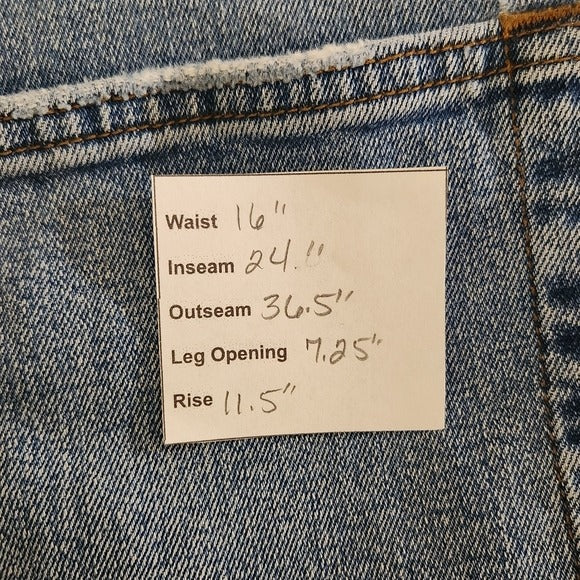 Waist 16"
Inseam 24."
Outseam 36.5"
Leg Opening 7.25"
Rise 11.5"